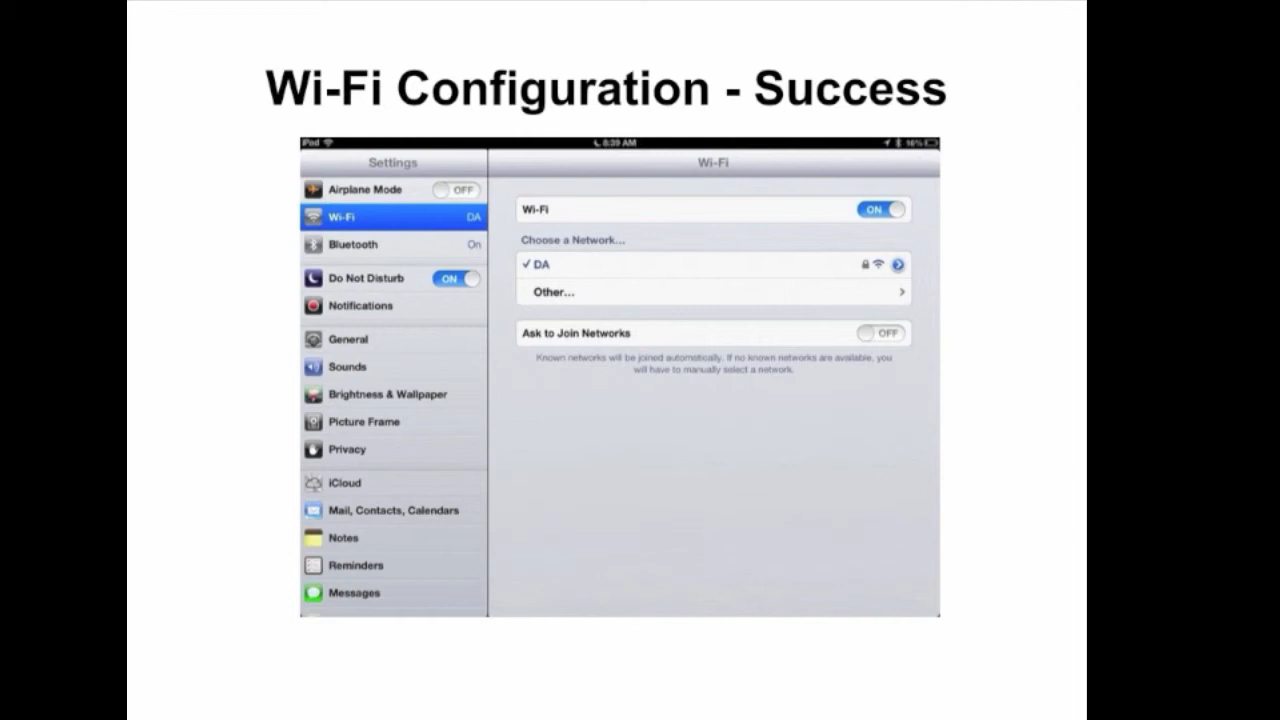 Wi-Fi Configuration - Success
iPad 8:39 AM 16%
Settings
Wi-Fi
Airplane Mode OFF
Wi-Fi DA
Bluetooth On
Do Not Disturb ON
Notifications
General
Sounds
Brightness & Wallpaper
Picture Frame
Privacy
iCloud
Mail, Contacts, Calendars
Notes
Reminders
Messages
Wi-Fi ON
Choose a Network...
✓ DA
Other...
Ask to Join Networks OFF
Known networks will be joined automatically. If no known networks are available, you
will have to manually select a network.